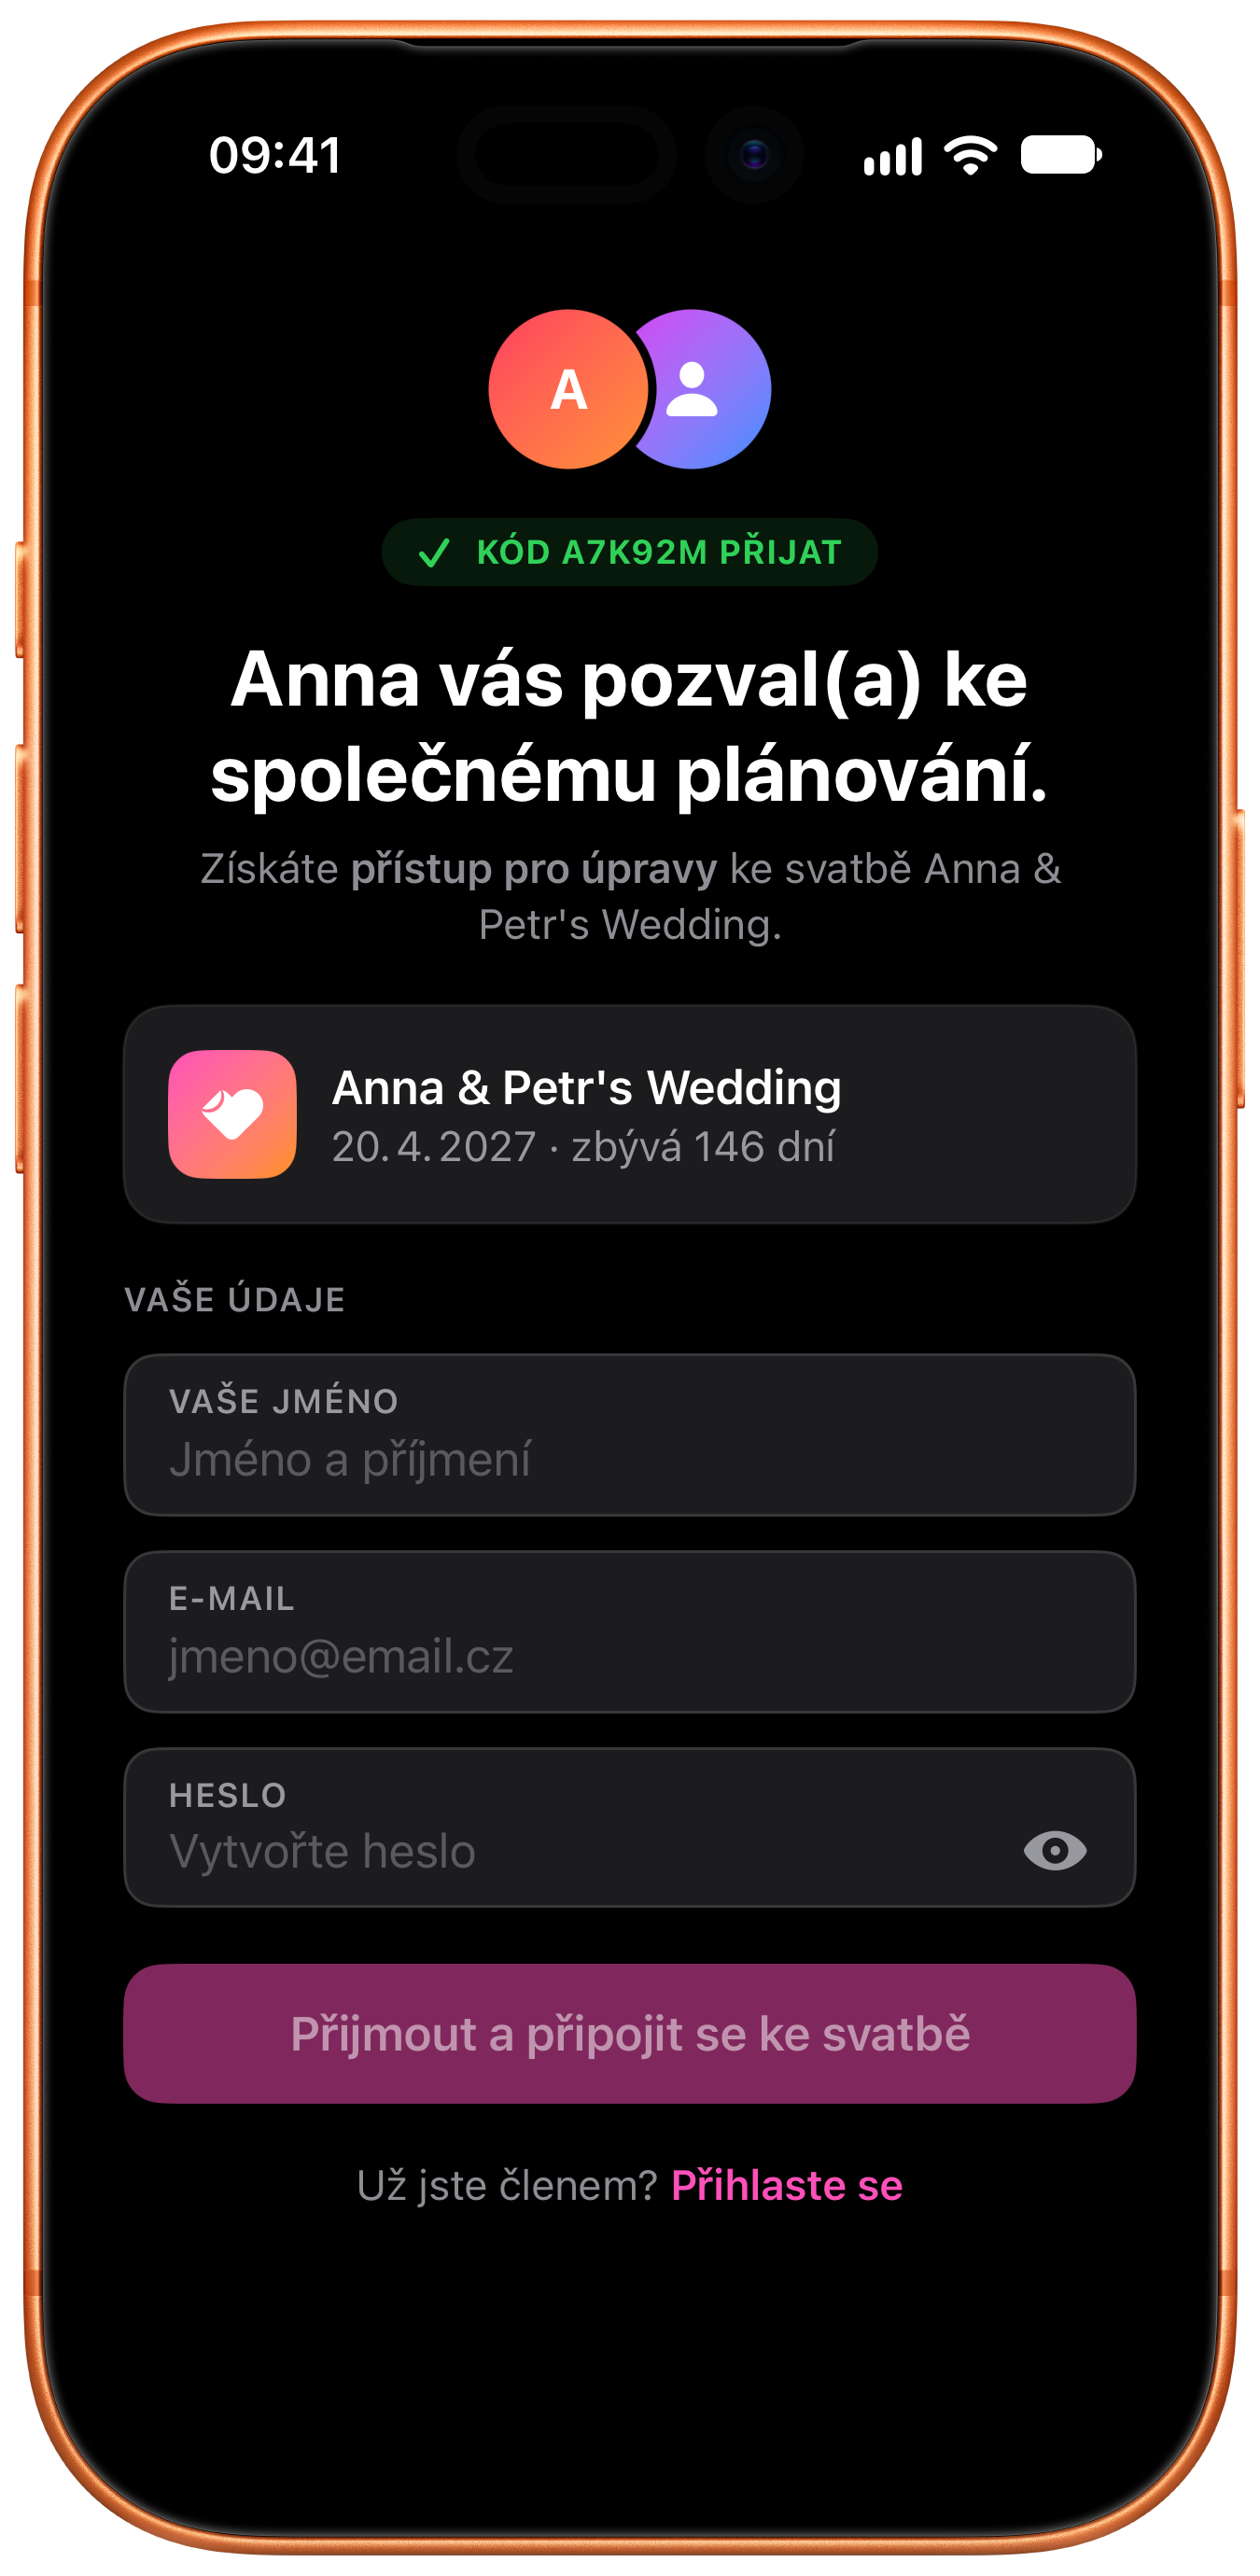 09:41
A
KÓD A7K92M PŘIJAT
Anna vás pozval(a) ke
společnému plánování.
Získáte přístup pro úpravy ke svatbě Anna &
Petr's Wedding.
Anna & Petr's Wedding
20. 4. 2027 · zbývá 146 dní
VAŠE ÚDAJE
VAŠE JMÉNO
Jméno a příjmení
E-MAIL
jmeno@email.cz
HESLO
Vytvořte heslo
Přijmout a připojit se ke svatbě
Už jste členem? Přihlaste se